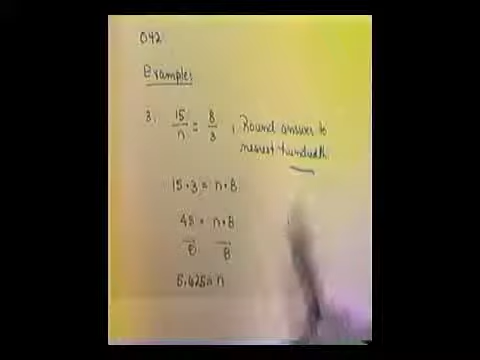 042
Example:
3. 15/n = 8/3 , Round answer to
nearest hundredth.
15 · 3 = n · 8
45 = n · 8
8 8
5.625 = n